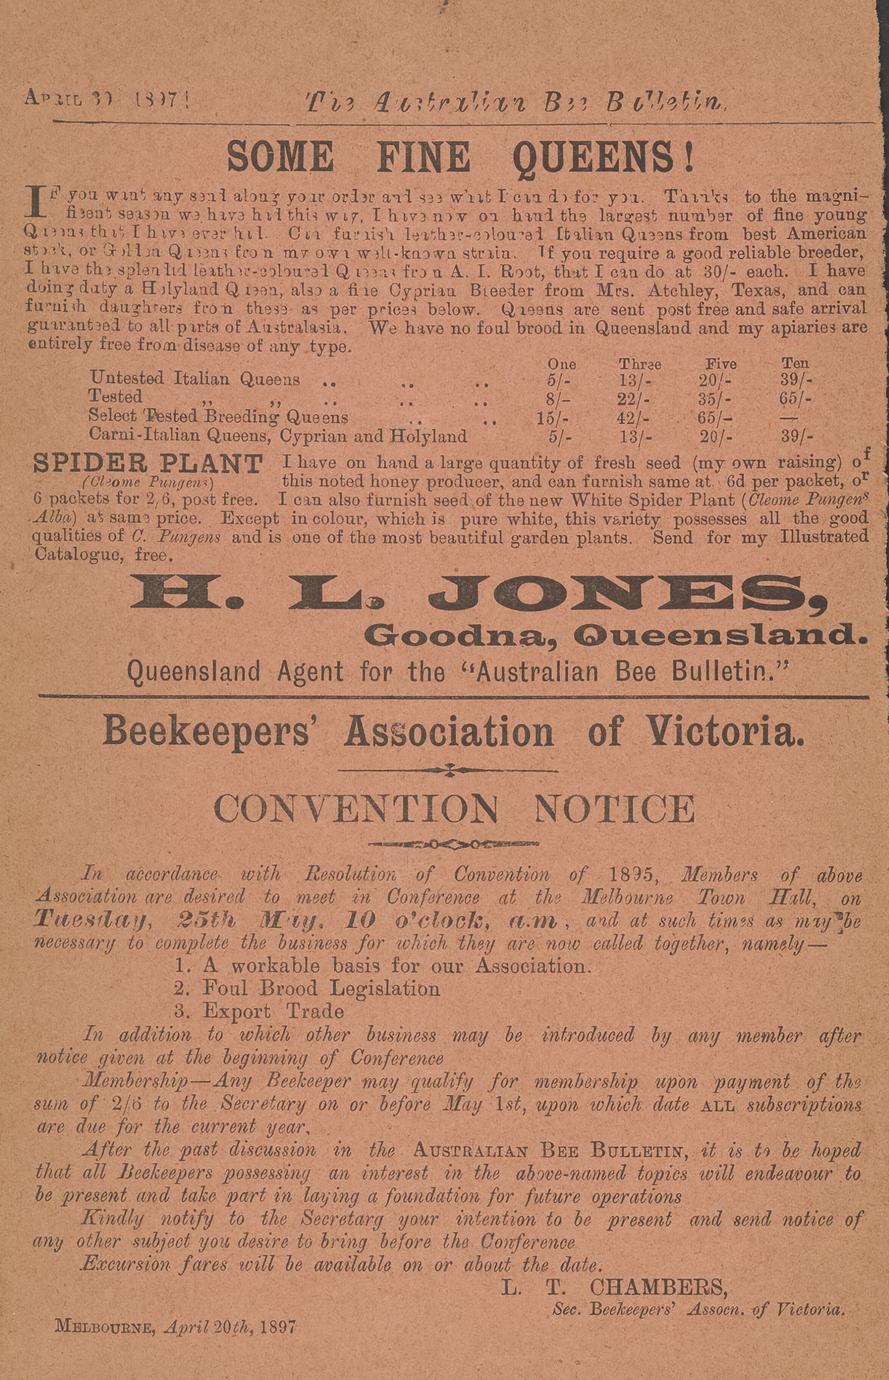 APRIL 30 1897! The Australian Bee Bulletin.
SOME FINE QUEENS!
If you want any send along your order and see what I can do for you. Thanks to the magni-
ficent season we have had this way, I have now on hand the largest number of fine young
Queens that I have ever had. Can furnish leather-coloured Italian Queens from best American
stock, or Golden Queens from my own well-known strain. If you require a good reliable breeder,
I have the splendid leather-coloured Queens from A. I. Root, that I can do at 30/- each. I have
doing duty a Holyland Queen, also a fine Cyprian Breeder from Mrs. Atchley, Texas, and can
furnish daughters from these as per prices below. Queens are sent post free and safe arrival
guaranteed to all parts of Australasia. We have no foul brood in Queensland and my apiaries are
entirely free from disease of any type.
One Three Five Ten
Untested Italian Queens .. .. .. 5/- 13/- 20/- 39/-
Tested ,, ,, .. .. .. 8/- 22/- 35/- 65/-
Select Tested Breeding Queens .. .. 15/- 42/- 65/- —
Carni-Italian Queens, Cyprian and Holyland 5/- 13/- 20/- 39/-
SPIDER PLANT I have on hand a large quantity of fresh seed (my own raising) of
(Cleome Pungens) this noted honey producer, and can furnish same at 6d per packet, or
6 packets for 2/6, post free. I can also furnish seed of the new White Spider Plant (Cleome Pungens
Alba) at same price. Except in colour, which is pure white, this variety possesses all the good
qualities of C. Pungens and is one of the most beautiful garden plants. Send for my Illustrated
Catalogue, free.
H. L. JONES,
Goodna, Queensland.
Queensland Agent for the "Australian Bee Bulletin."
Beekeepers' Association of Victoria.
CONVENTION NOTICE
In accordance with Resolution of Convention of 1895, Members of above
Association are desired to meet in Conference at the Melbourne Town Hall, on
Tuesday, 25th May, 10 o'clock, a.m, and at such times as may be
necessary to complete the business for which they are now called together, namely—
1. A workable basis for our Association.
2. Foul Brood Legislation
3. Export Trade
In addition to which other business may be introduced by any member after
notice given at the beginning of Conference
Membership—Any Beekeeper may qualify for membership upon payment of the
sum of 2/6 to the Secretary on or before May 1st, upon which date ALL subscriptions
are due for the current year.
After the past discussion in the AUSTRALIAN BEE BULLETIN, it is to be hoped
that all Beekeepers possessing an interest in the above-named topics will endeavour to
be present and take part in laying a foundation for future operations
Kindly notify to the Secretarg your intention to be present and send notice of
any other subject you desire to bring before the Conference
Excursion fares will be available on or about the date.
L. T. CHAMBERS,
Sec. Beekeepers' Assocn. of Victoria.
MELBOURNE, April 20th, 1897